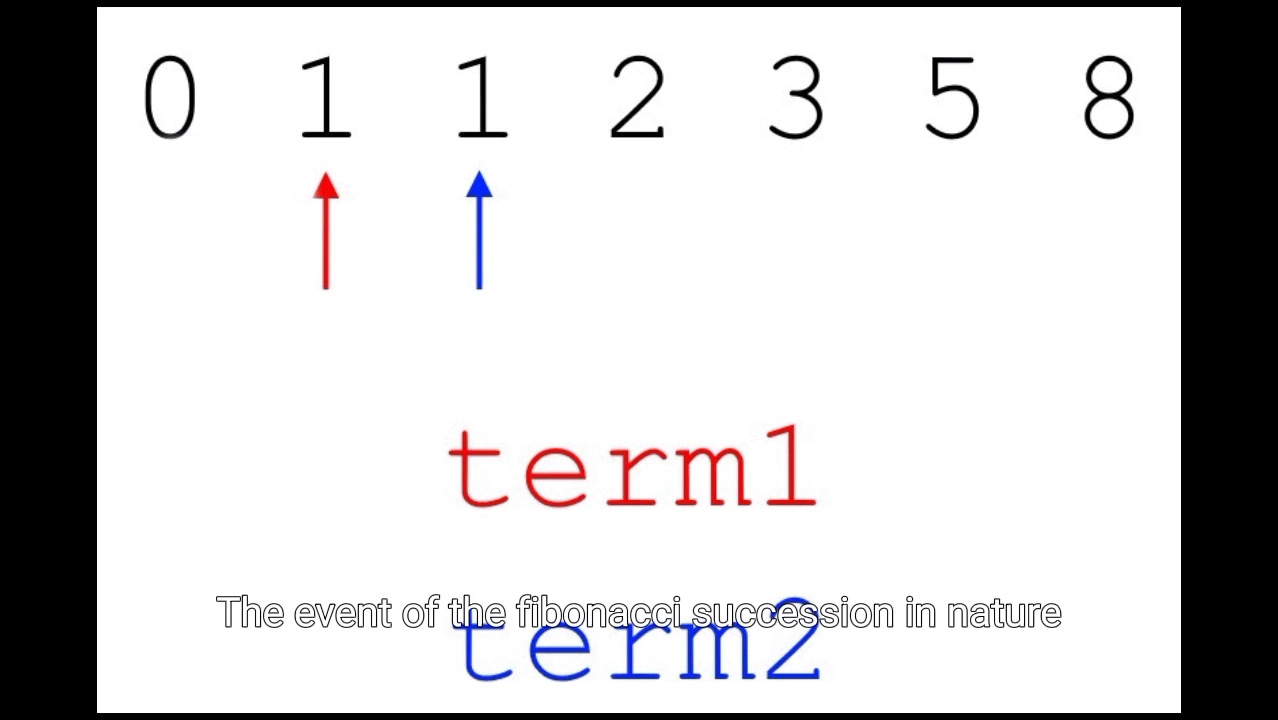 0 1 1 2 3 5 8
term1
The event of the fibonacci succession in nature
term2